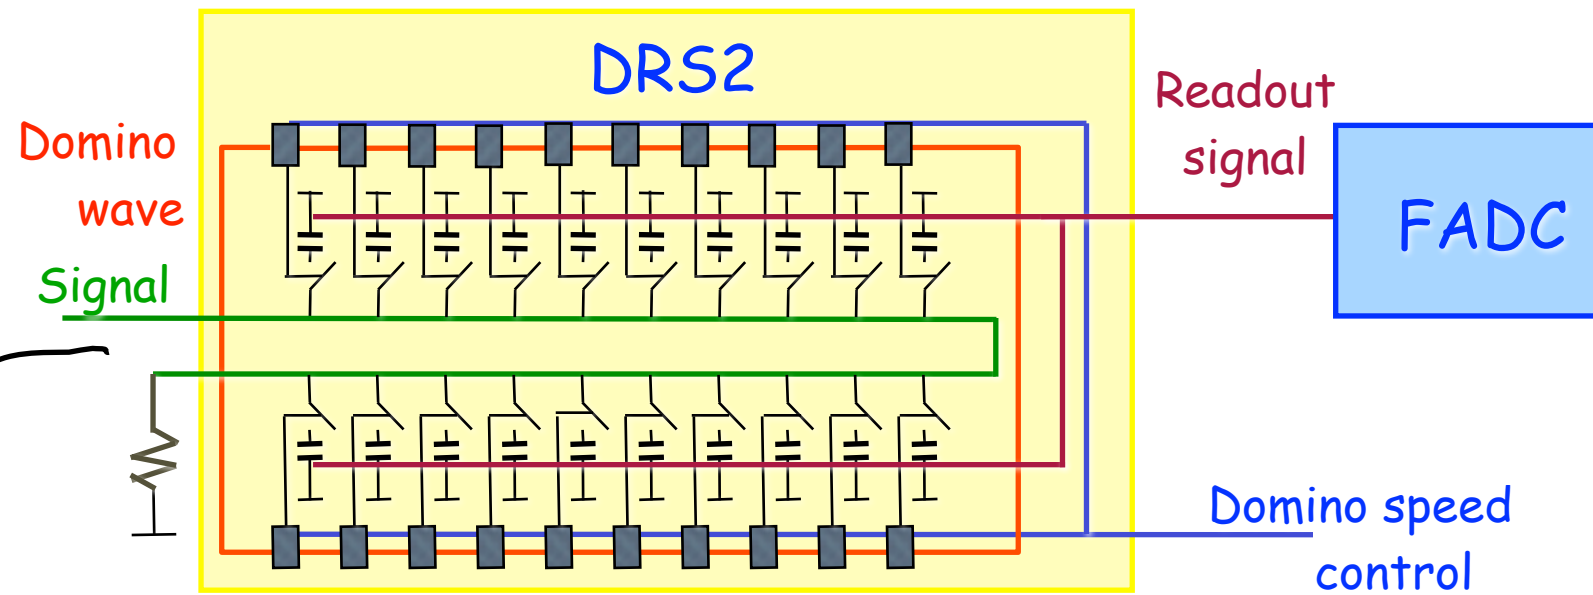 DRS2
Domino
wave
Signal
Readout
signal
FADC
Domino speed
control